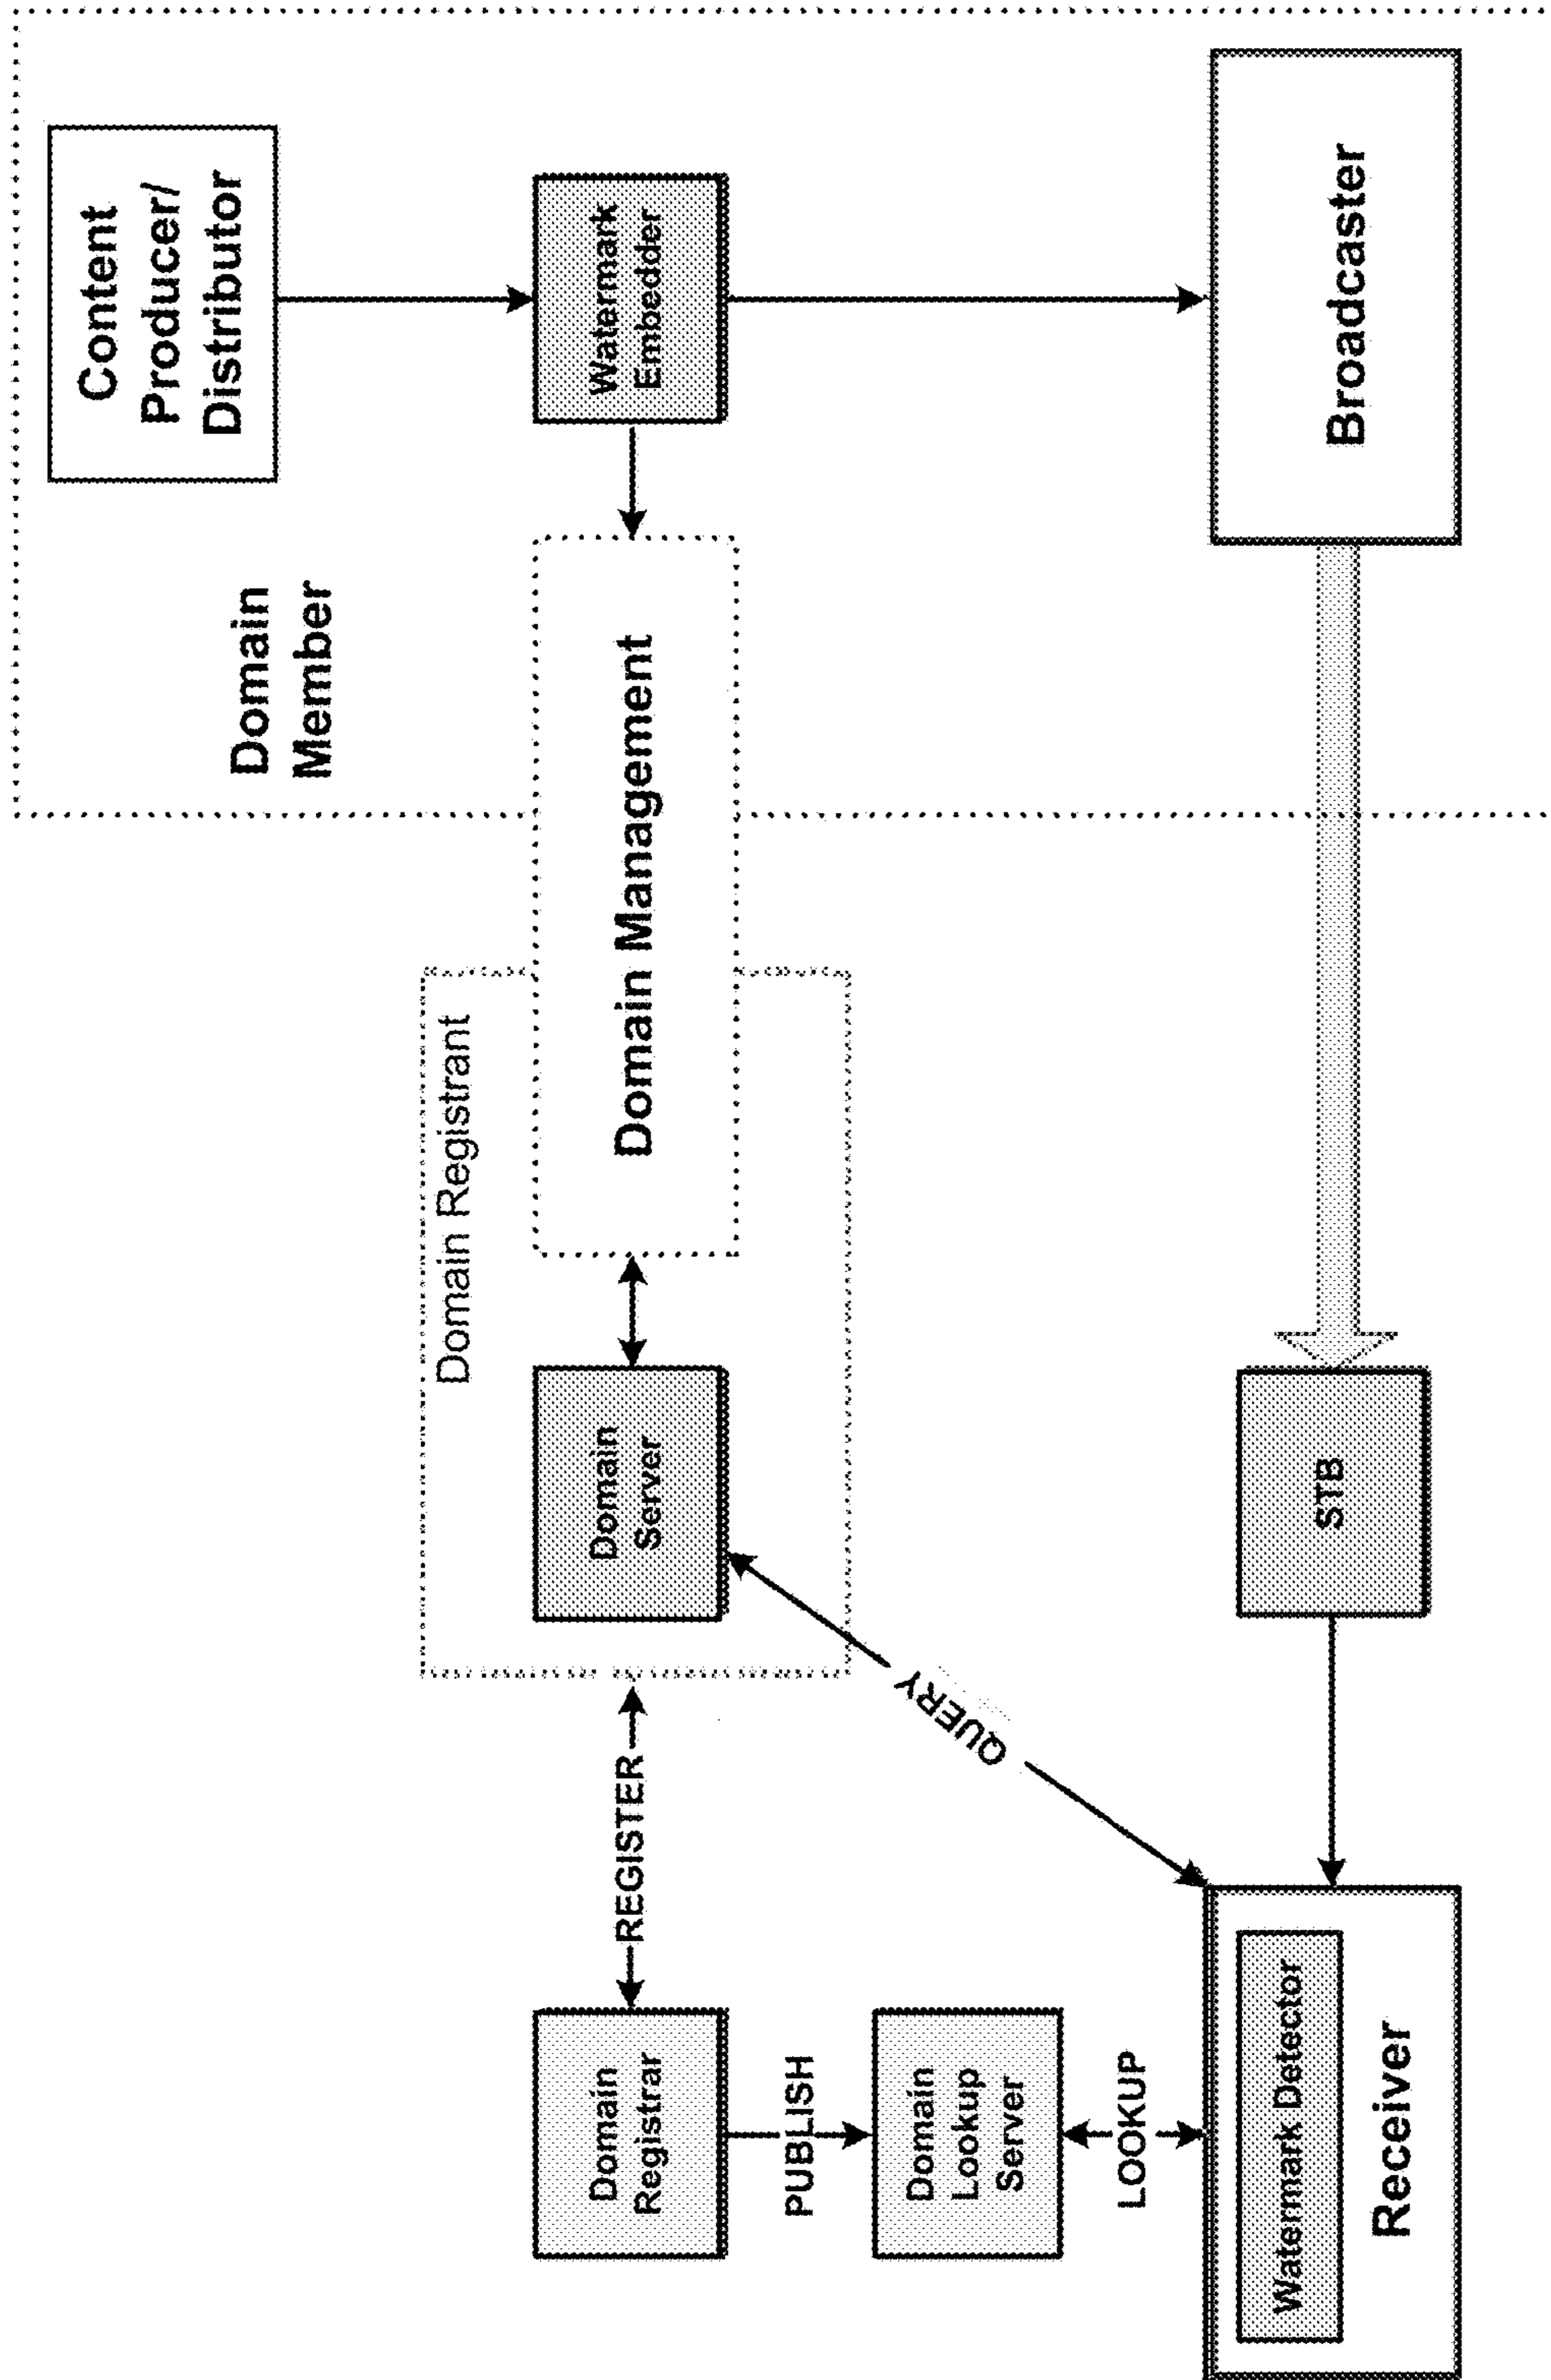 Content
Producer/
Distributor
Domain
Member
Watermark
Embedder
Broadcaster
Domain Management
Domain Registrant
Domain
Server
STB
QUERY
REGISTER
Domain
Registrar
PUBLISH
Domain
Lookup
Server
LOOKUP
Watermark Detector
Receiver